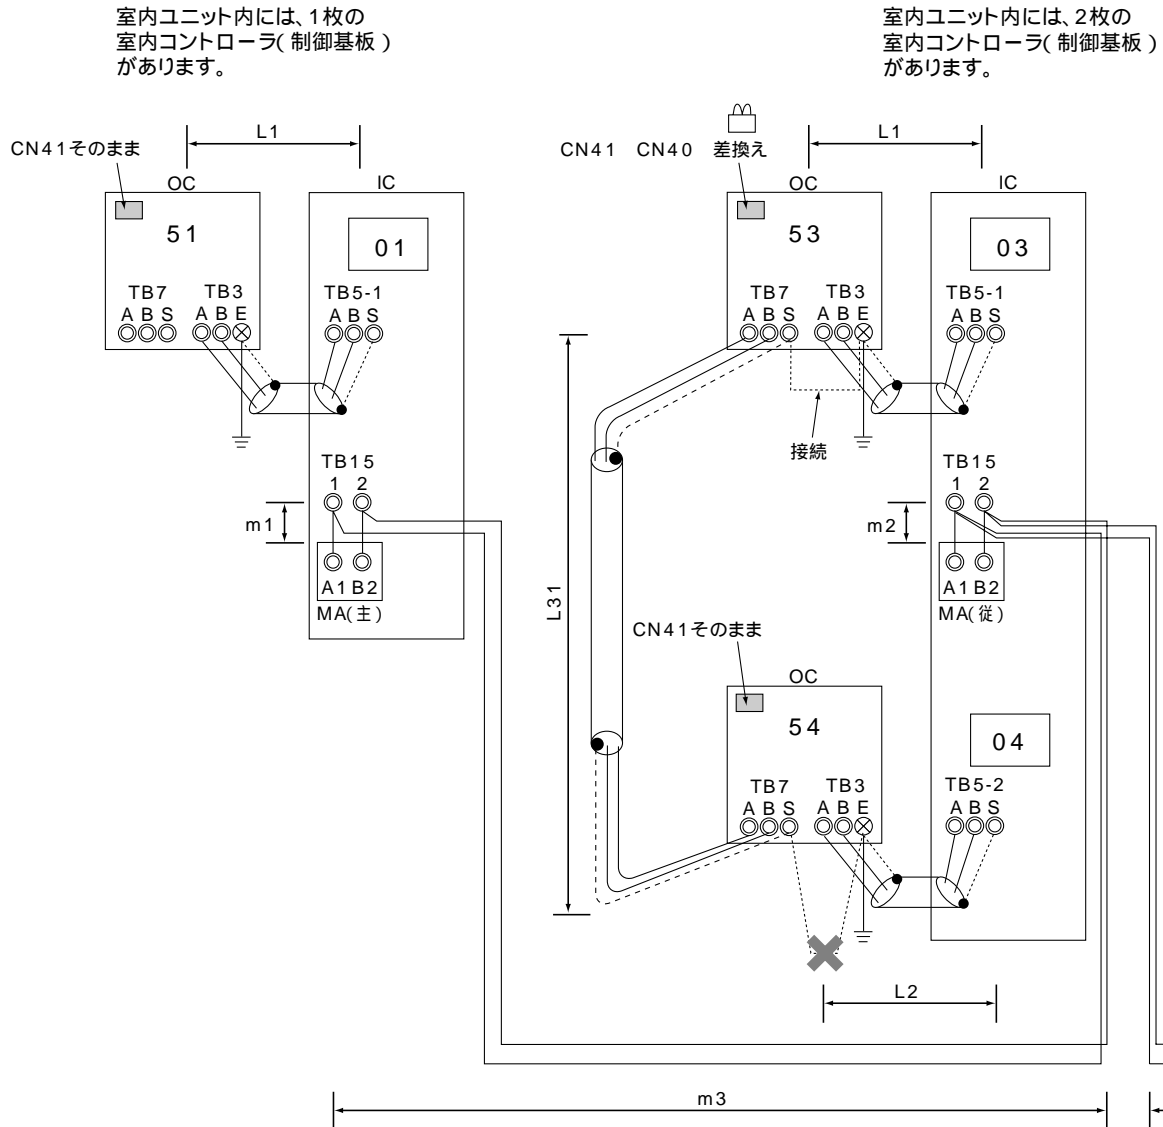 室内ユニット内には、1枚の
室内コントローラ(制御基板)
があります。
室内ユニット内には、2枚の
室内コントローラ(制御基板)
があります。
CN41そのまま
L1
OC
IC
51
01
TB7
TB3
TB5-1
A B S
A B E
A B S
TB15
1 2
m1
A1 B2
MA(主)
CN41 CN40 差換え
L1
OC
IC
53
03
TB7
TB3
TB5-1
A B S
A B E
A B S
接続
TB15
1 2
m2
A1 B2
MA(従)
L31
CN41そのまま
OC
54
04
TB7
TB3
TB5-2
A B S
A B E
A B S
L2
m3